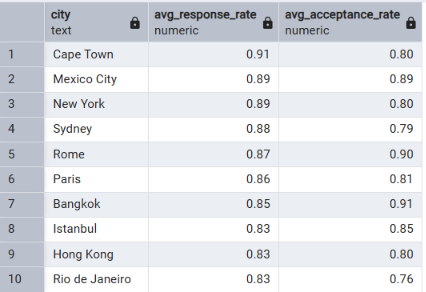 city avg_response_rate avg_acceptance_rate
text numeric numeric
1 Cape Town 0.91 0.80
2 Mexico City 0.89 0.89
3 New York 0.89 0.80
4 Sydney 0.88 0.79
5 Rome 0.87 0.90
6 Paris 0.86 0.81
7 Bangkok 0.85 0.91
8 Istanbul 0.83 0.85
9 Hong Kong 0.83 0.80
10 Rio de Janeiro 0.83 0.76